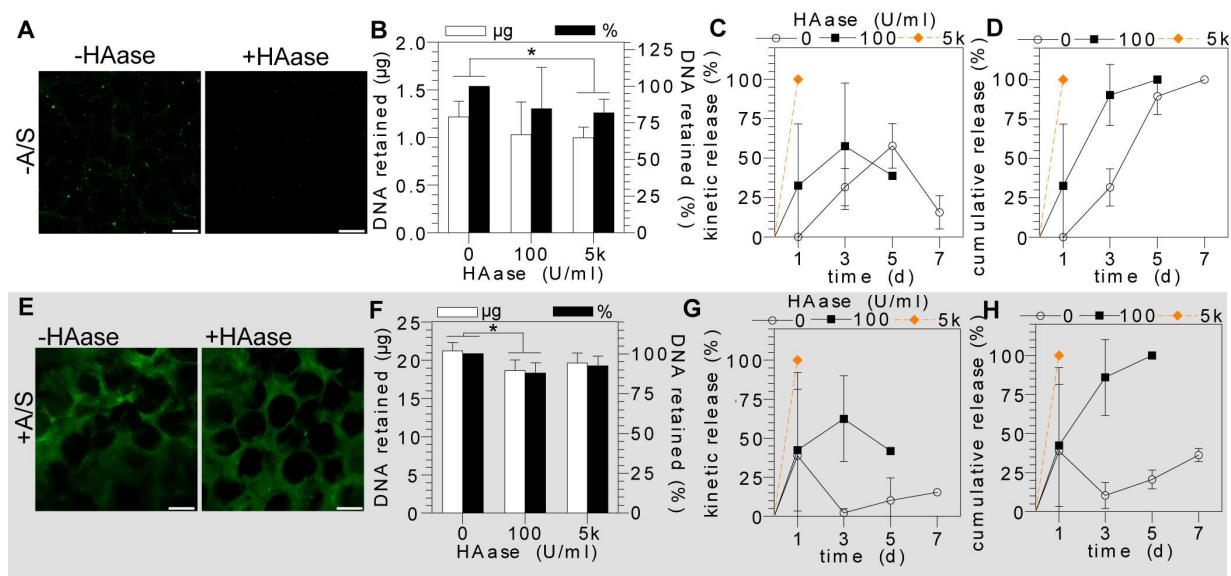 A
-HAase
+HAase
-A/S
B
µg
%
DNA retained (µg)
2.0
1.5
1.0
0.5
0.0
125
100
75
50
25
0
DNA retained (%)
*
0
100
5k
HAase (U/ml)
C
HAase (U/ml)
0
100
5k
kinetic release (%)
100
75
50
25
0
1
3
5
7
time (d)
D
0
100
5k
cumulative release (%)
100
75
50
25
0
1
3
5
7
time (d)
E
-HAase
+HAase
+A/S
F
µg
%
DNA retained (µg)
25
20
15
10
5
0
100
75
50
25
0
DNA retained (%)
*
0
100
5k
HAase (U/ml)
G
HAase (U/ml)
0
100
5k
kinetic release (%)
100
75
50
25
0
1
3
5
7
time (d)
H
0
100
5k
cumulative release (%)
100
75
50
25
0
1
3
5
7
time (d)